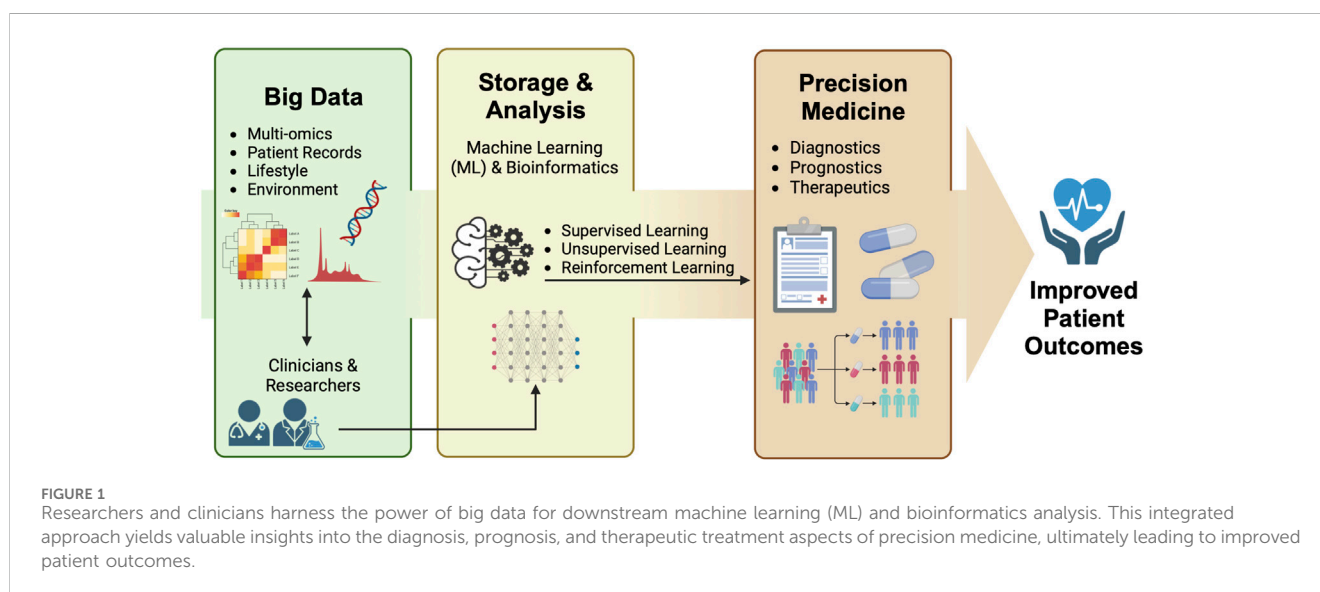 Big Data
• Multi-omics
• Patient Records
• Lifestyle
• Environment
Clinicians &
Researchers
Storage &
Analysis
Machine Learning
(ML) & Bioinformatics
• Supervised Learning
• Unsupervised Learning
• Reinforcement Learning
Precision
Medicine
• Diagnostics
• Prognostics
• Therapeutics
Improved
Patient
Outcomes
FIGURE 1
Researchers and clinicians harness the power of big data for downstream machine learning (ML) and bioinformatics analysis. This integrated
approach yields valuable insights into the diagnosis, prognosis, and therapeutic treatment aspects of precision medicine, ultimately leading to improved
patient outcomes.